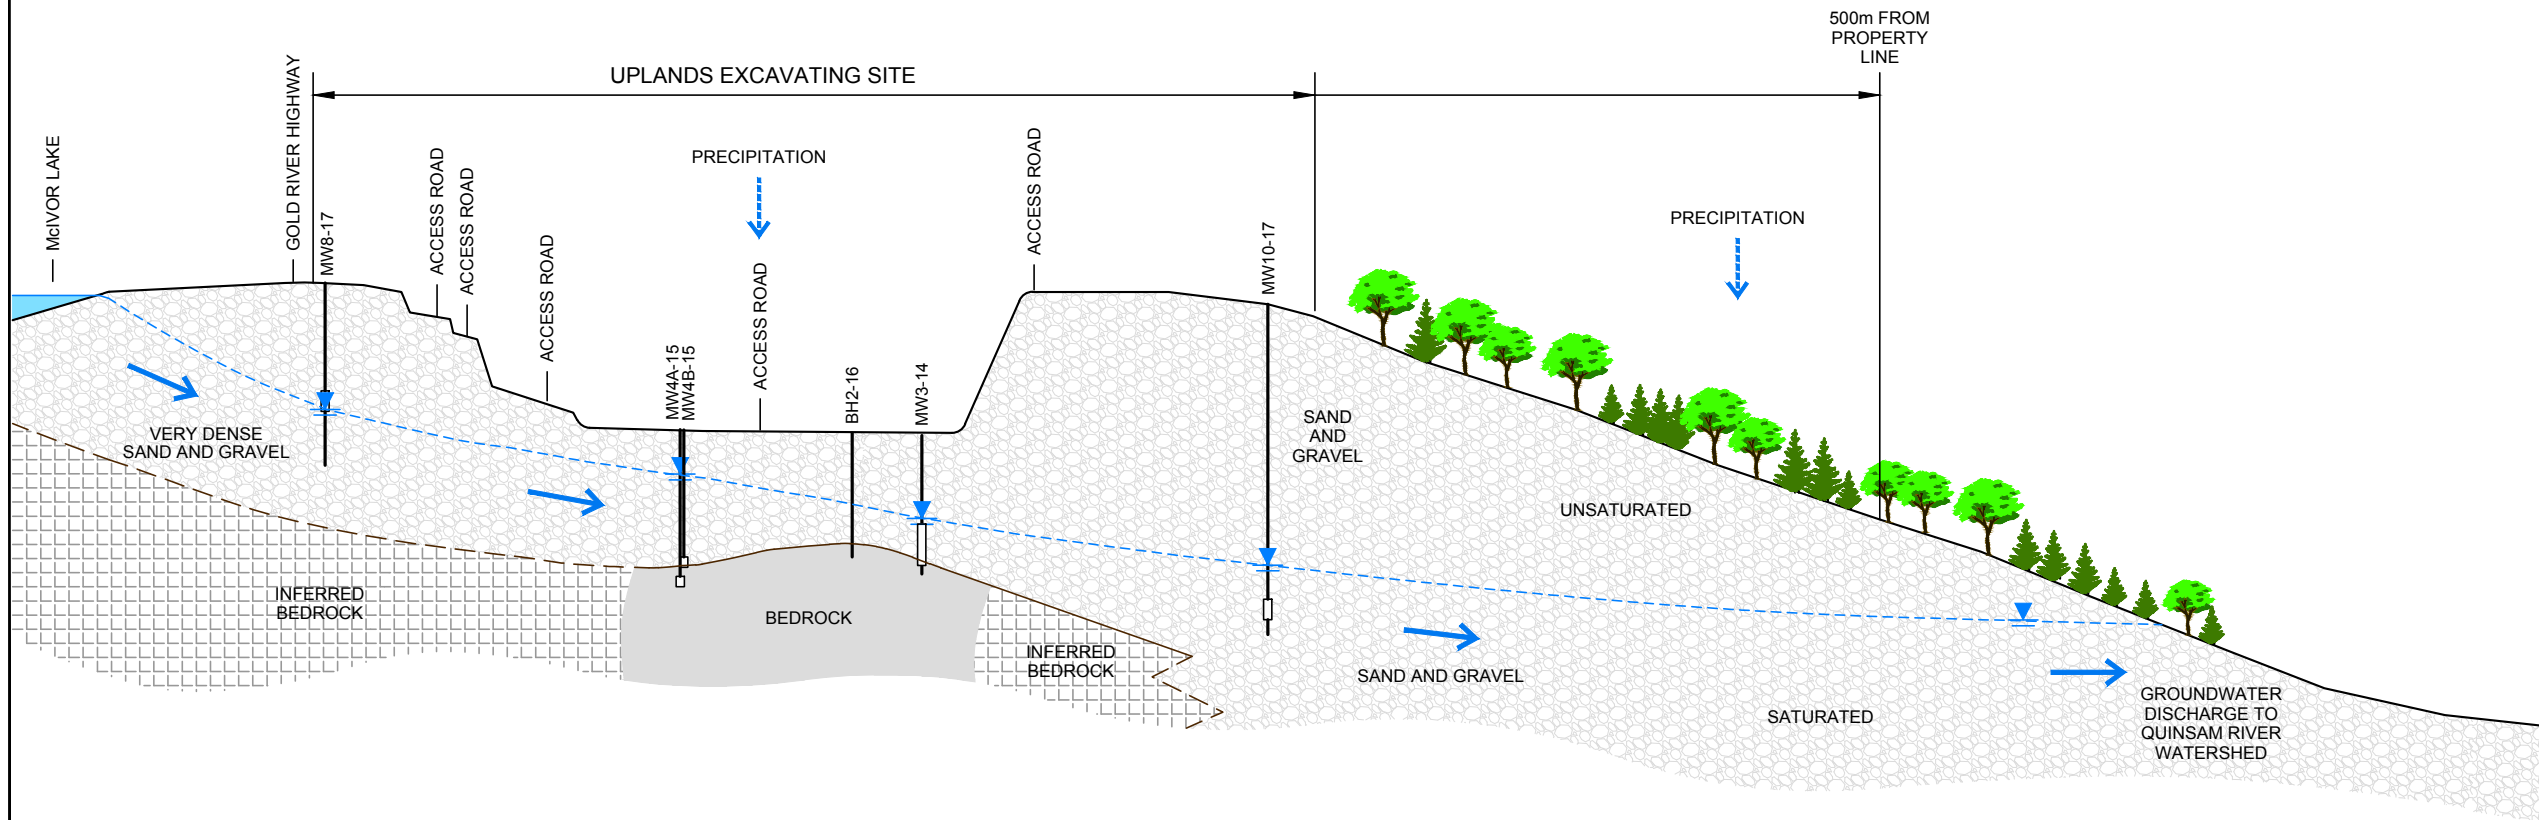 500m FROM
PROPERTY
LINE
UPLANDS EXCAVATING SITE
McIVOR LAKE
GOLD RIVER HIGHWAY
MW8-17
ACCESS ROAD
ACCESS ROAD
ACCESS ROAD
PRECIPITATION
MW4A-15
MW4B-15
ACCESS ROAD
BH2-16
MW3-14
ACCESS ROAD
MW10-17
PRECIPITATION
VERY DENSE
SAND AND GRAVEL
SAND
AND
GRAVEL
UNSATURATED
INFERRED
BEDROCK
BEDROCK
INFERRED
BEDROCK
SAND AND GRAVEL
SATURATED
GROUNDWATER
DISCHARGE TO
QUINSAM RIVER
WATERSHED